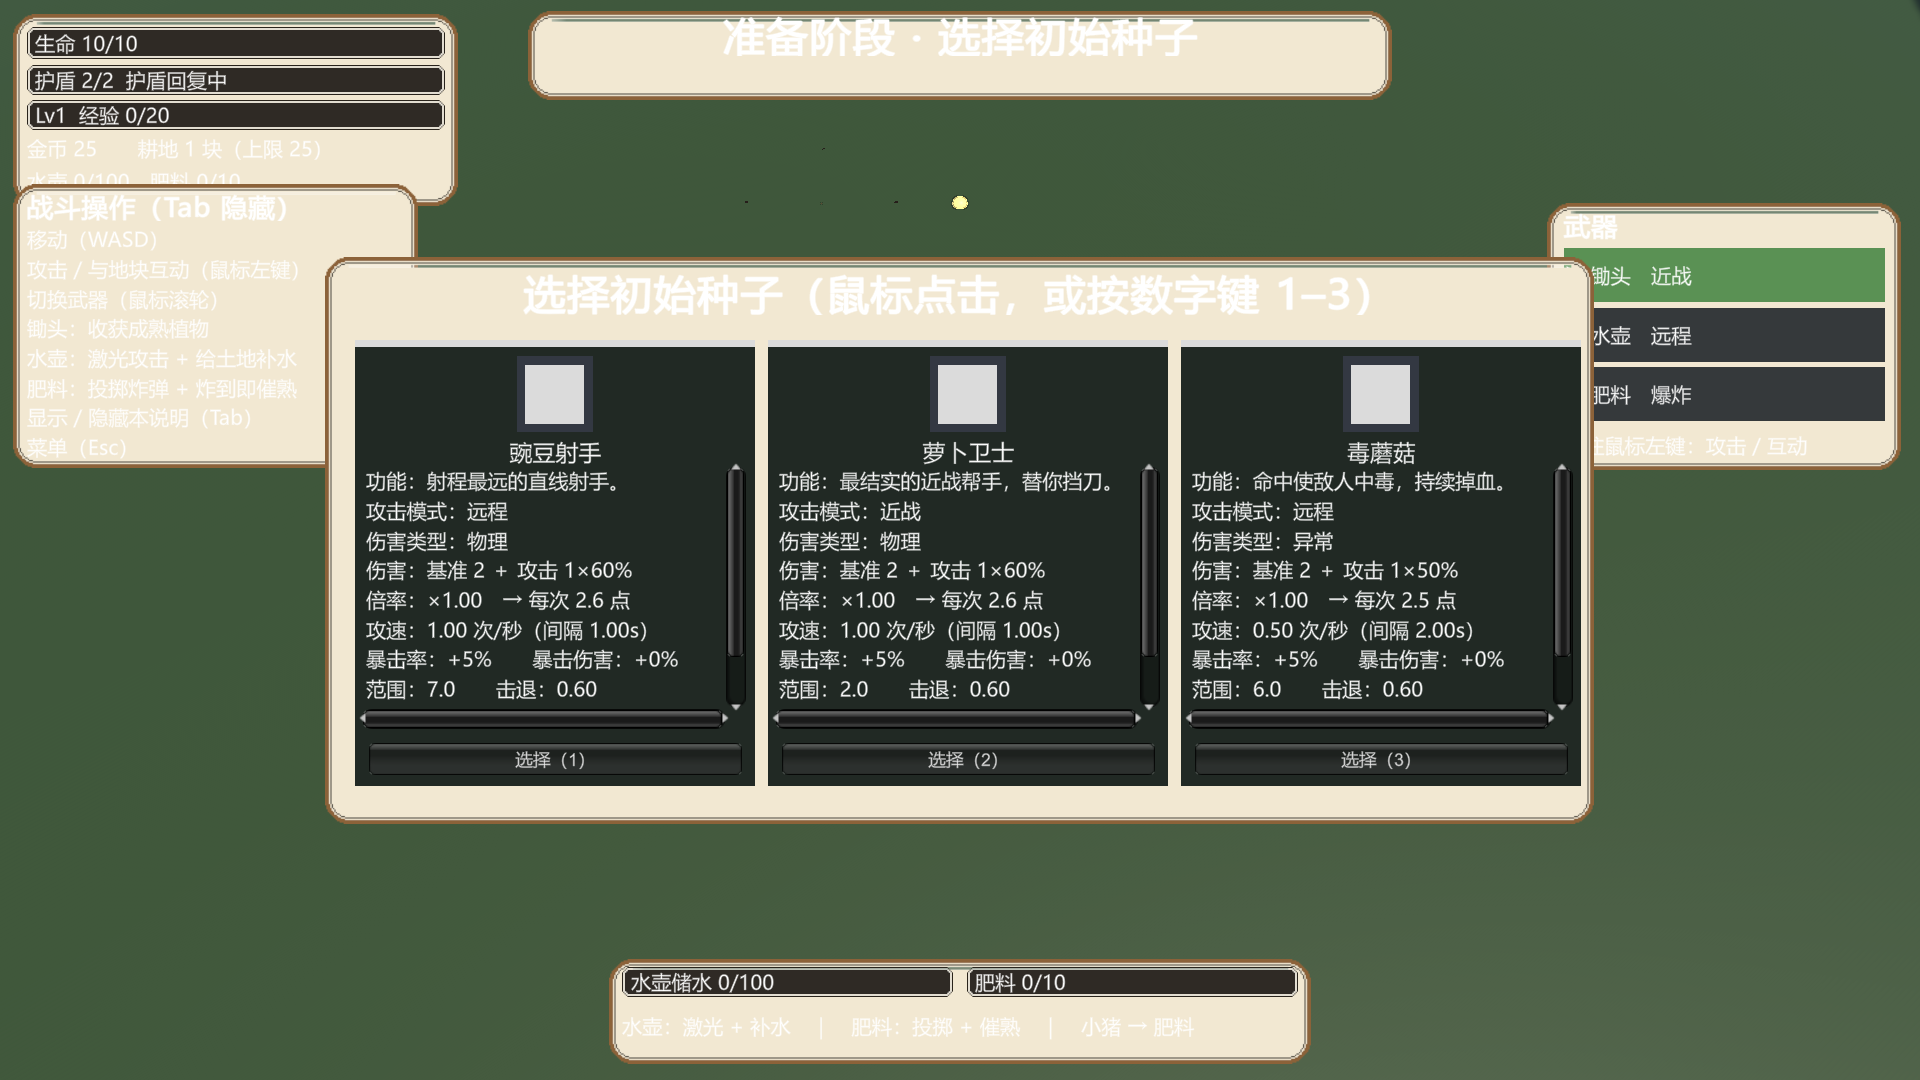 准备阶段 · 选择初始种子
生命 10/10
护盾 2/2 护盾回复中
Lv1 经验 0/20
金币 25 耕地 1 块（上限 25）
水壶 0/100 肥料 0/10
战斗操作（Tab 隐藏）
移动（WASD）
攻击 / 与地块互动（鼠标左键）
切换武器（鼠标滚轮）
锄头：收获成熟植物
水壶：激光攻击 + 给土地补水
肥料：投掷炸弹 + 炸到即催熟
显示 / 隐藏本说明（Tab）
菜单（Esc）
武器
锄头 近战
水壶 远程
肥料 爆炸
鼠标左键：攻击 / 互动
选择初始种子（鼠标点击，或按数字键 1–3）
豌豆射手
功能：射程最远的直线射手。
攻击模式：远程
伤害类型：物理
伤害：基准 2 + 攻击 1×60%
倍率：×1.00 → 每次 2.6 点
攻速：1.00 次/秒（间隔 1.00s）
暴击率：+5% 暴击伤害：+0%
范围：7.0 击退：0.60
选择（1）
萝卜卫士
功能：最结实的近战帮手，替你挡刀。
攻击模式：近战
伤害类型：物理
伤害：基准 2 + 攻击 1×60%
倍率：×1.00 → 每次 2.6 点
攻速：1.00 次/秒（间隔 1.00s）
暴击率：+5% 暴击伤害：+0%
范围：2.0 击退：0.60
选择（2）
毒蘑菇
功能：命中使敌人中毒，持续掉血。
攻击模式：远程
伤害类型：异常
伤害：基准 2 + 攻击 1×50%
倍率：×1.00 → 每次 2.5 点
攻速：0.50 次/秒（间隔 2.00s）
暴击率：+5% 暴击伤害：+0%
范围：6.0 击退：0.60
选择（3）
水壶储水 0/100
肥料 0/10
水壶：激光 + 补水 | 肥料：投掷 + 催熟 | 小猪 → 肥料